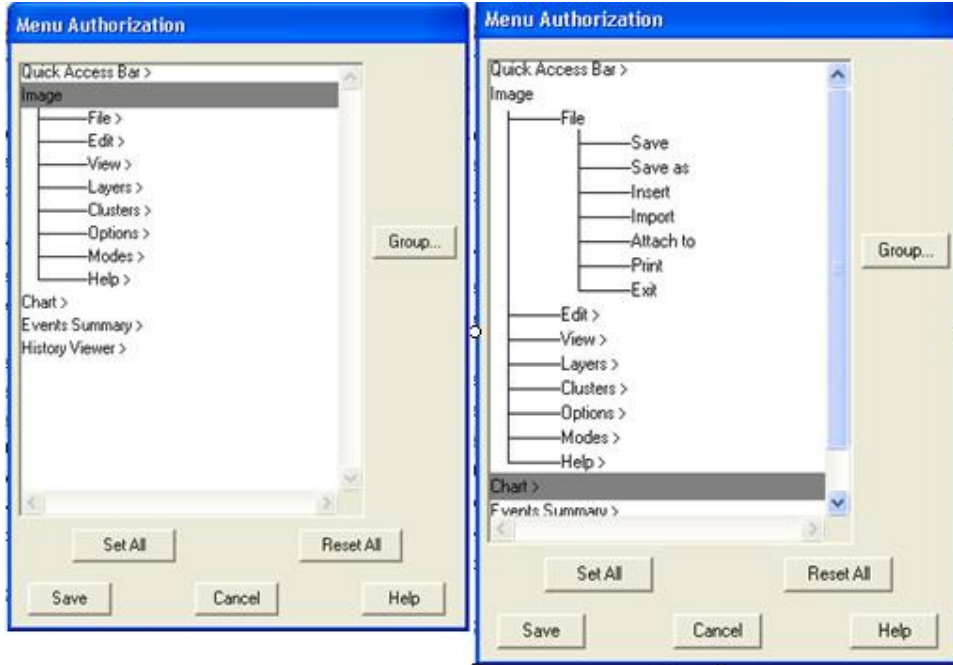 Menu Authorization
Quick Access Bar >
Image
File >
Edit >
View >
Layers >
Clusters >
Options >
Modes >
Help >
Chart >
Events Summary >
History Viewer >
Group...
Set All
Reset All
Save
Cancel
Help
Menu Authorization
Quick Access Bar >
Image
File
Save
Save as
Insert
Import
Attach to
Print
Exit
Edit >
View >
Layers >
Clusters >
Options >
Modes >
Help >
Chart >
Events Summary >
Group...
Set All
Reset All
Save
Cancel
Help